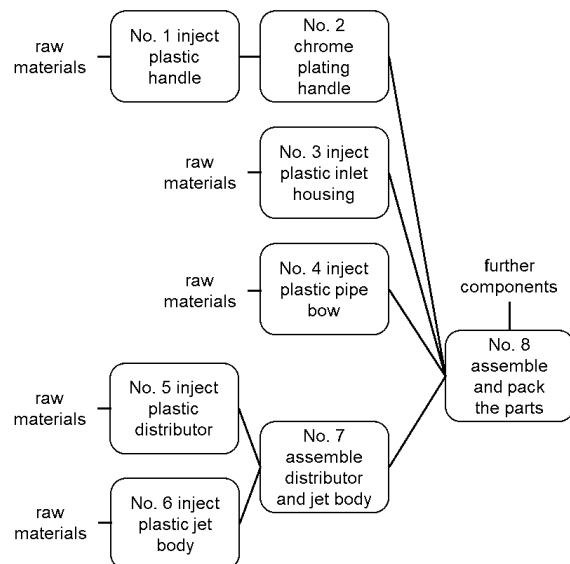 raw
materials
No. 1 inject
plastic
handle
No. 2
chrome
plating
handle
raw
materials
No. 3 inject
plastic inlet
housing
raw
materials
No. 4 inject
plastic pipe
bow
further
components
No. 8
assemble
and pack
the parts
raw
materials
No. 5 inject
plastic
distributor
No. 7
assemble
distributor
and jet body
raw
materials
No. 6 inject
plastic jet
body